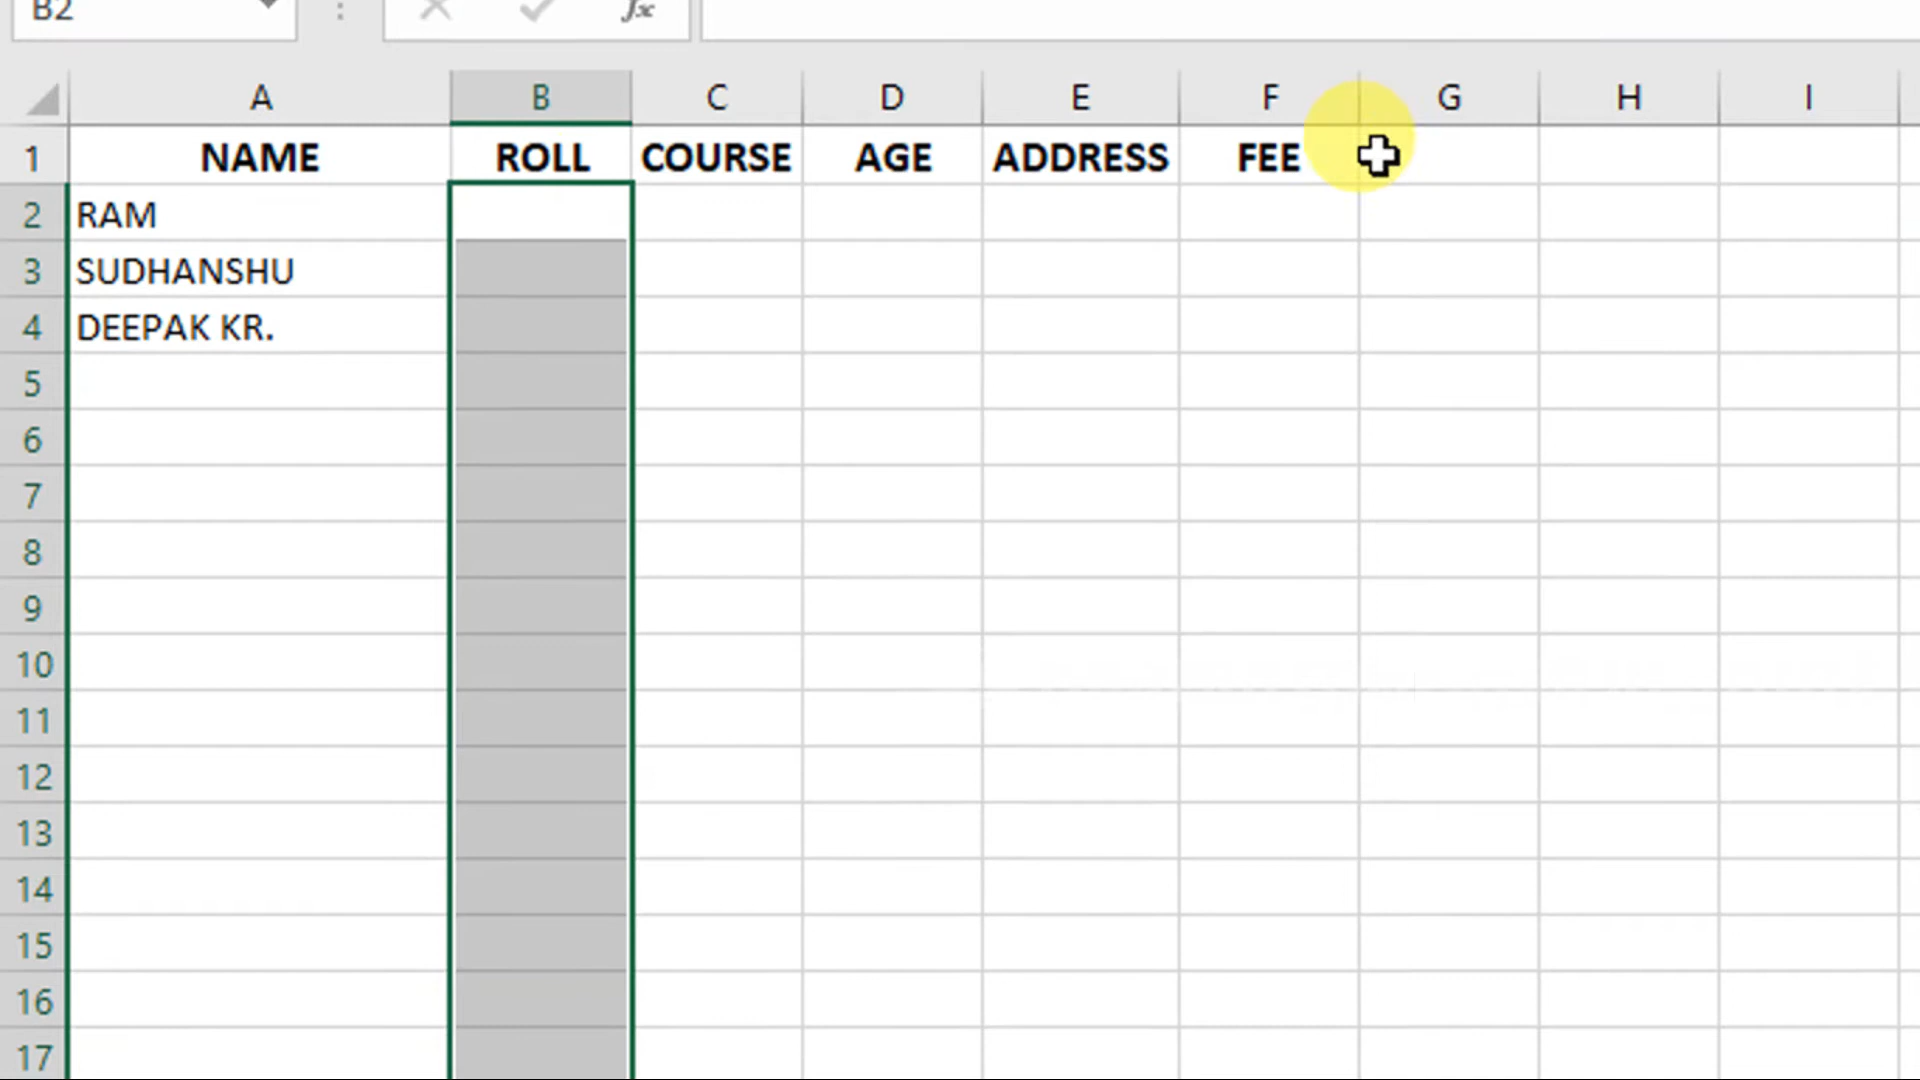 B2 fx
A B C D E F G H I
1 NAME ROLL COURSE AGE ADDRESS FEE
2 RAM
3 SUDHANSHU
4 DEEPAK KR.
5
6
7
8
9
10
11
12
13
14
15
16
17